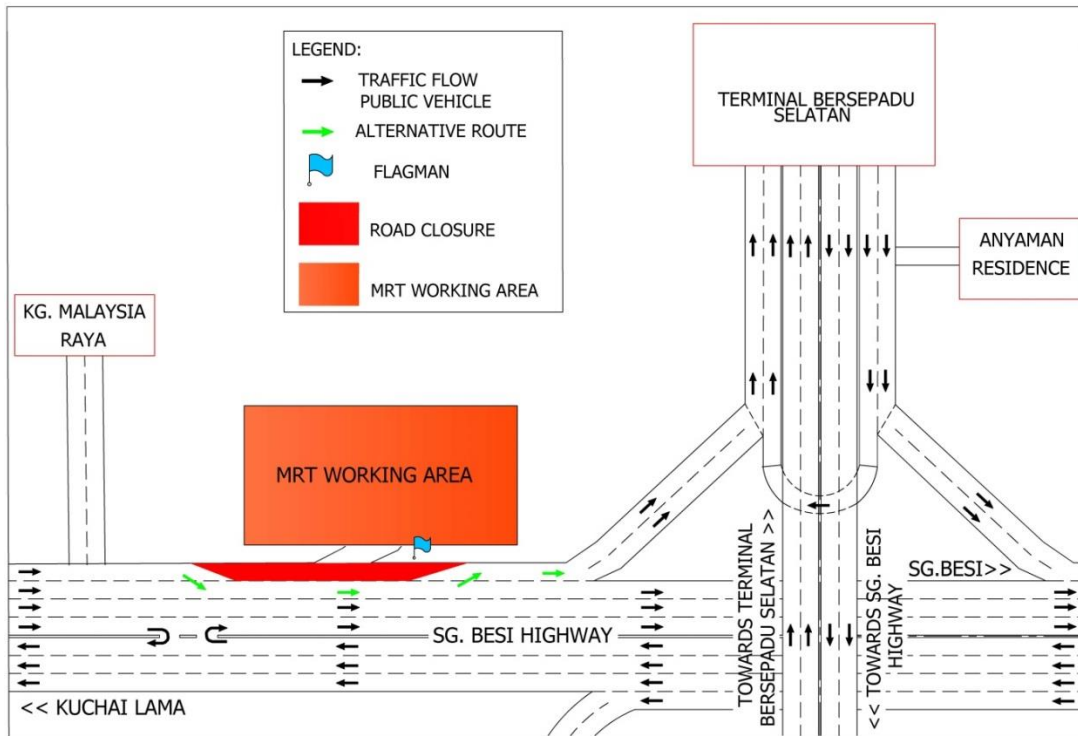 LEGEND:
TRAFFIC FLOW
PUBLIC VEHICLE
ALTERNATIVE ROUTE
FLAGMAN
ROAD CLOSURE
MRT WORKING AREA
TERMINAL BERSEPADU
SELATAN
ANYAMAN
RESIDENCE
KG. MALAYSIA
RAYA
MRT WORKING AREA
SG.BESI>>
SG. BESI HIGHWAY
TOWARDS TERMINAL
BERSEPADU SELATAN >>
<< TOWARDS SG. BESI
HIGHWAY
<< KUCHAI LAMA